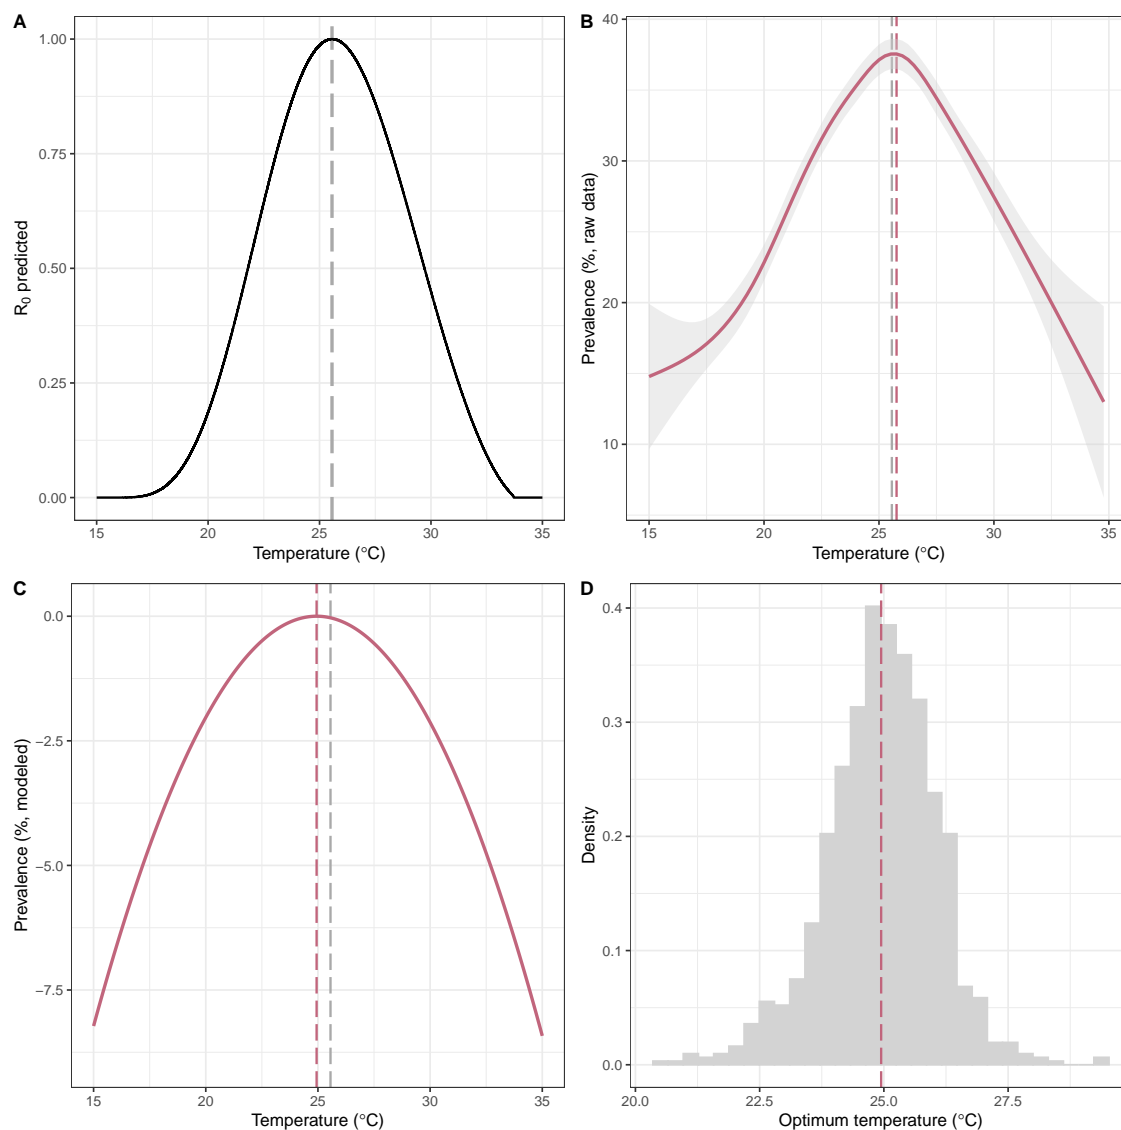 A
1.00
0.75
0.50
0.25
0.00
R0 predicted
15 20 25 30 35
Temperature (°C)
B
40
30
20
10
Prevalence (%, raw data)
15 20 25 30 35
Temperature (°C)
C
0.0
−2.5
−5.0
−7.5
Prevalence (%, modeled)
15 20 25 30 35
Temperature (°C)
D
0.4
0.3
0.2
0.1
0.0
Density
20.0 22.5 25.0 27.5
Optimum temperature (°C)